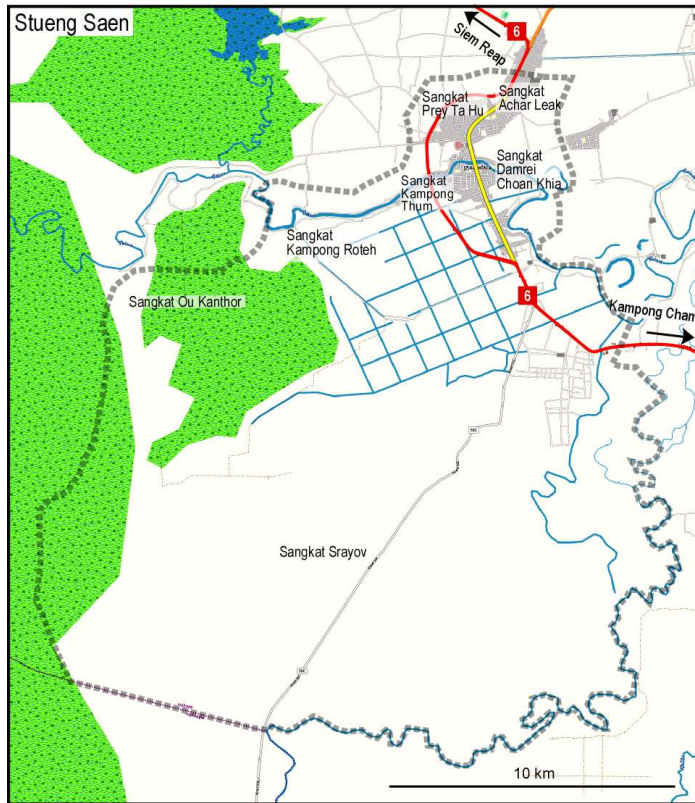 Stueng Saen
6
Siem Reap
Sangkat
Prey Ta Hu
Sangkat
Achar Leak
Sangkat
Damrei
Choan Khia
Sangkat
Kampong
Thum
Sangkat
Kampong Roteh
Sangkat Ou Kanthor
6
Kampong Cham
Sangkat Srayov
10 km